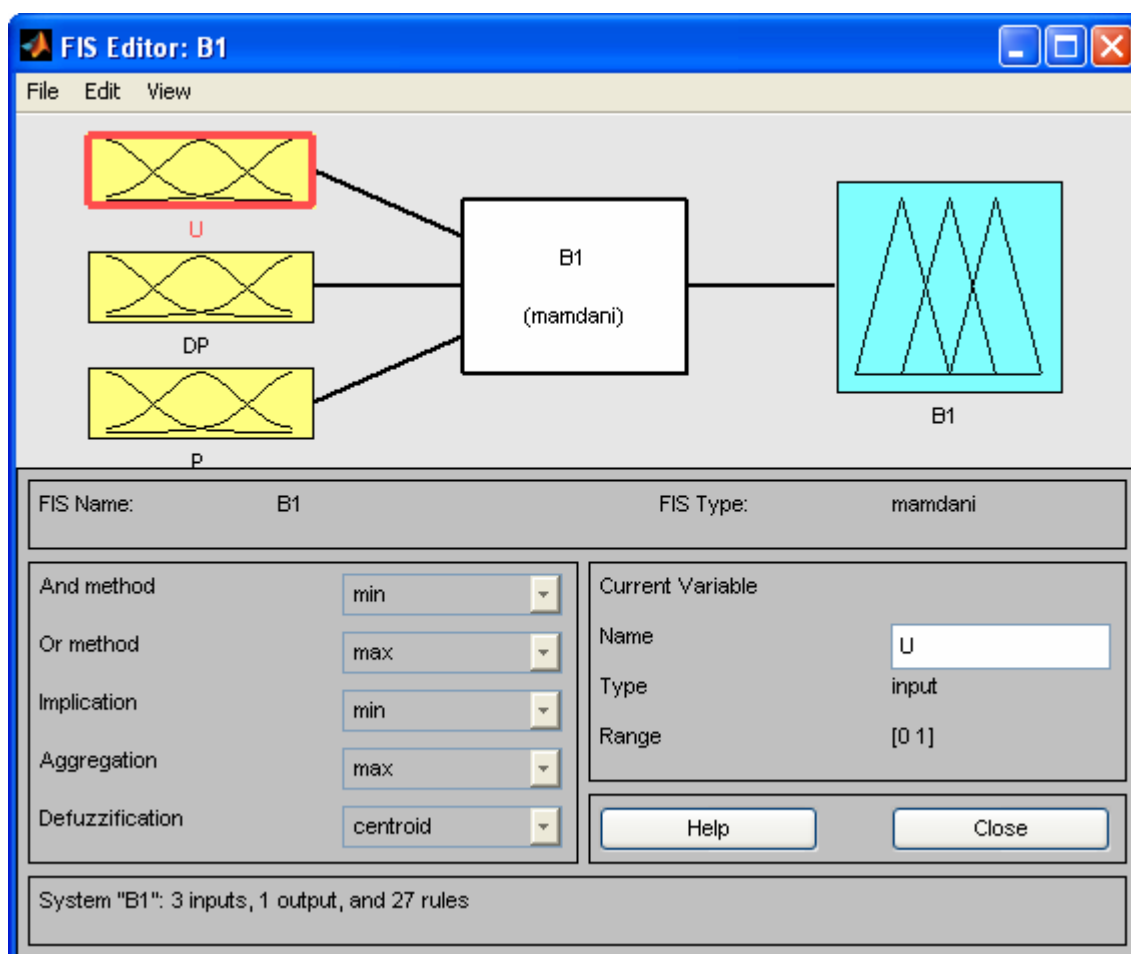 FIS Editor: B1
File Edit View
U
DP
P
B1
(mamdani)
B1
FIS Name: B1 FIS Type: mamdani
And method min
Or method max
Implication min
Aggregation max
Defuzzification centroid
Current Variable
Name U
Type input
Range [0 1]
Help Close
System "B1": 3 inputs, 1 output, and 27 rules